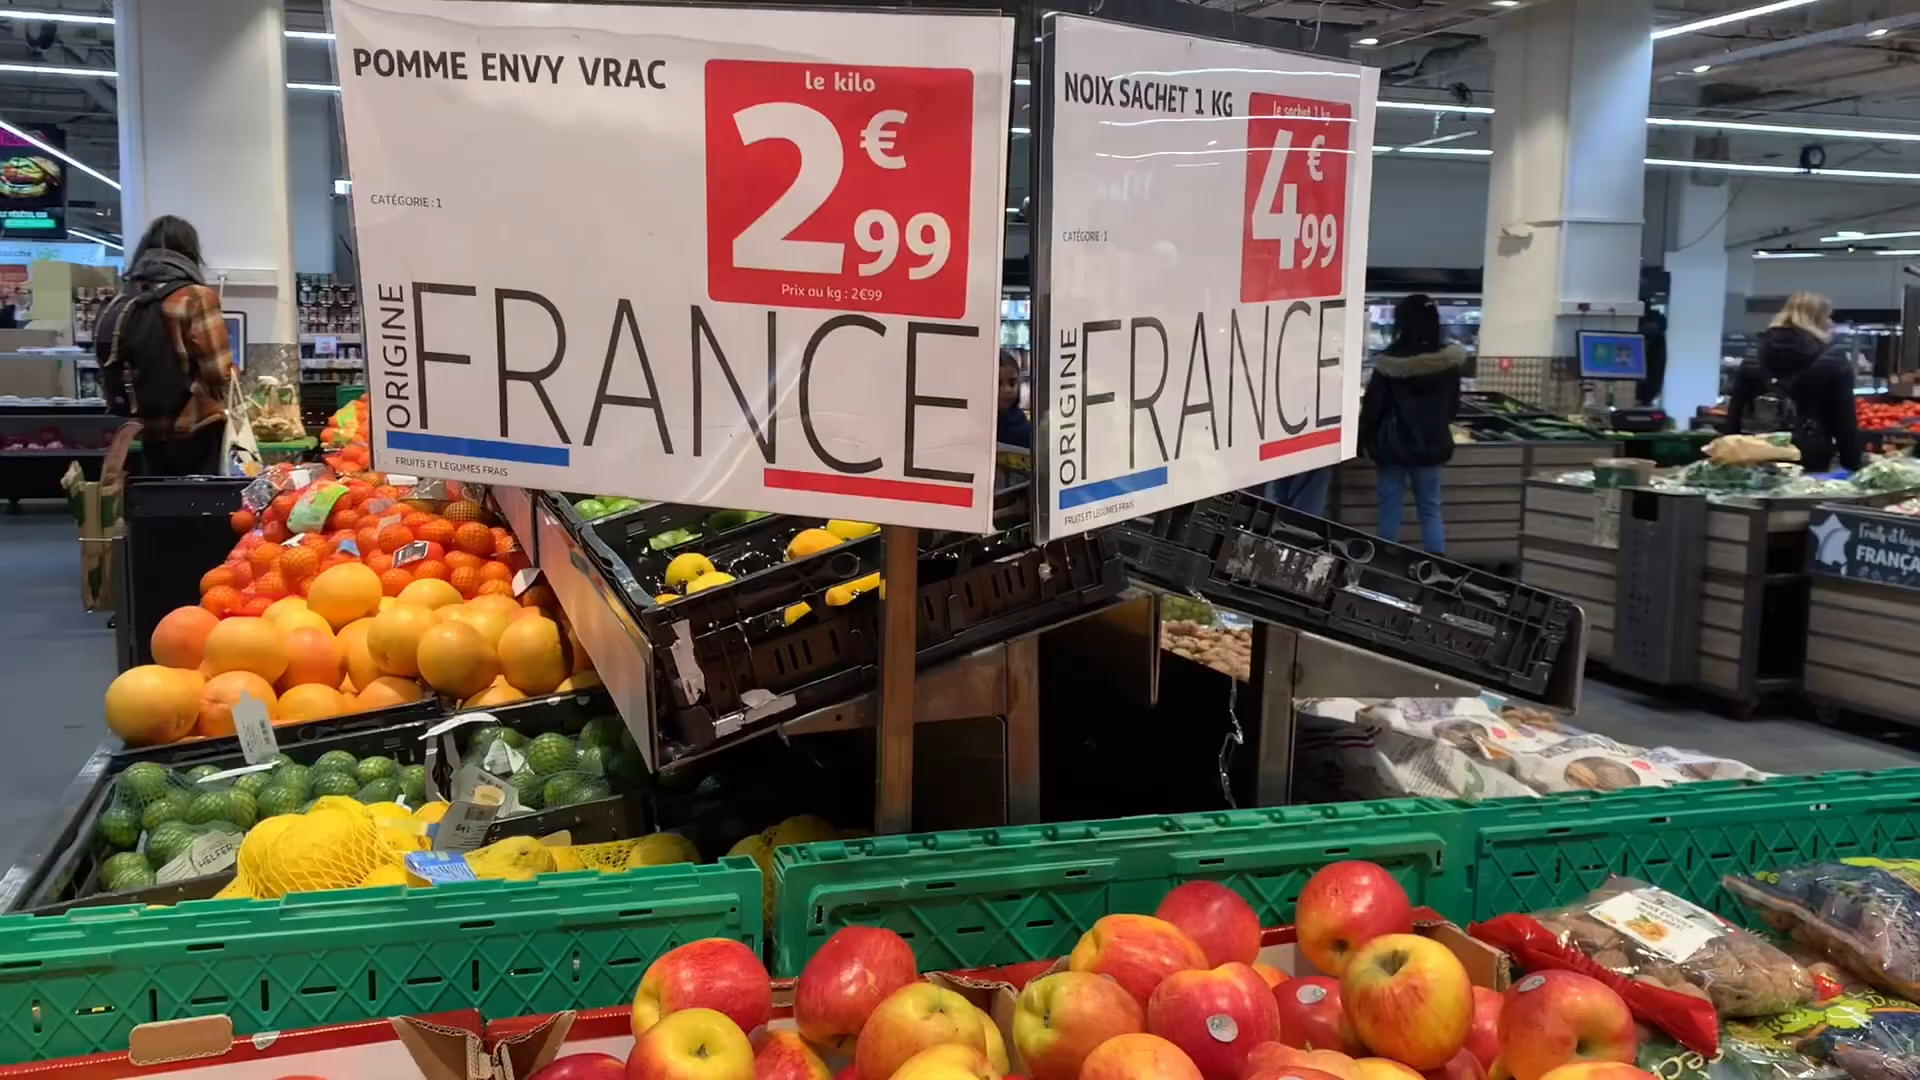 POMME ENVY VRAC
le kilo
2€99
Prix au kg : 2€99
CATÉGORIE : 1
ORIGINE
FRANCE
FRUITS ET LEGUMES FRAIS
NOIX SACHET 1 KG
le sachet 1 kg
4€99
CATÉGORIE : 1
ORIGINE
FRANCE
FRUITS ET LEGUMES FRAIS
HELFER